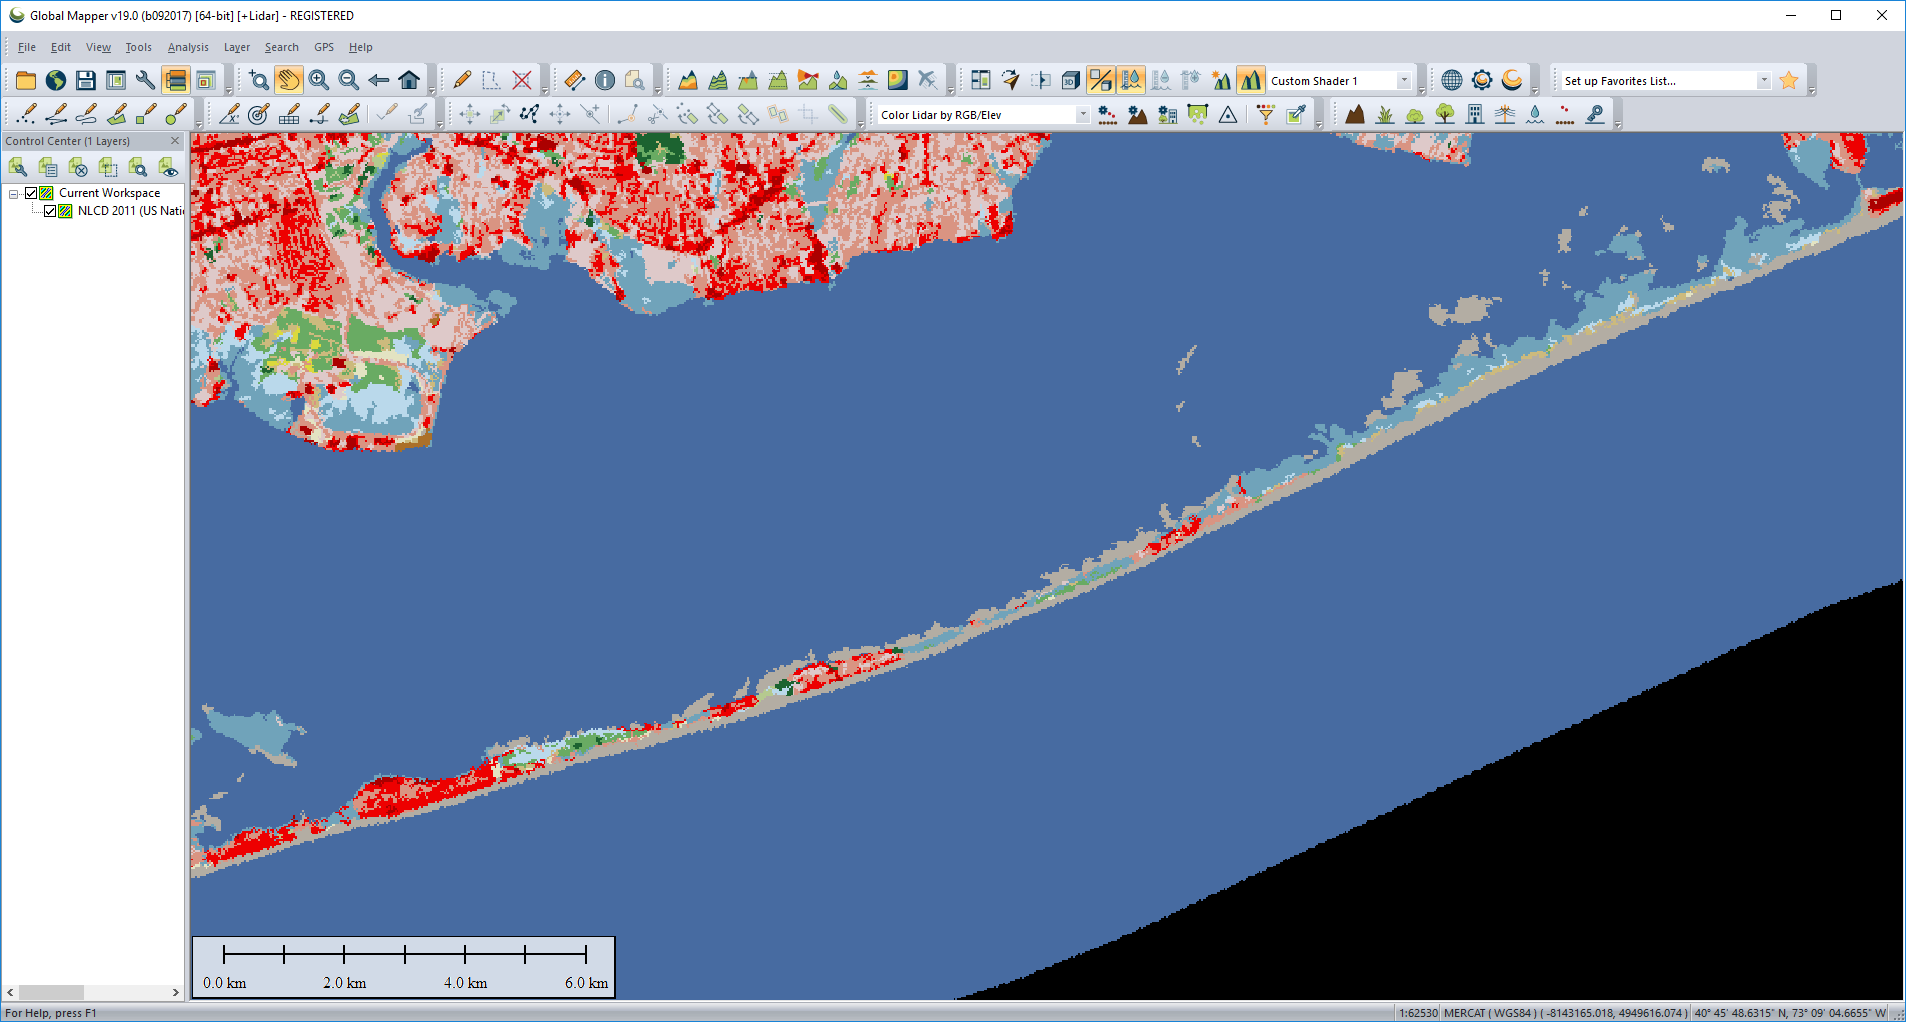 Global Mapper v19.0 (b092017) [64-bit] [+Lidar] - REGISTERED
File Edit View Tools Analysis Layer Search GPS Help
Custom Shader 1
Set up Favorites List...
Color Lidar by RGB/Elev
Control Center (1 Layers)
Current Workspace
NLCD 2011 (US Nati
0.0 km 2.0 km 4.0 km 6.0 km
For Help, press F1
1:62530 MERCAT ( WGS84 ) ( -8143165.018, 4949616.074 ) 40° 45' 48.6315" N, 73° 09' 04.6655" W